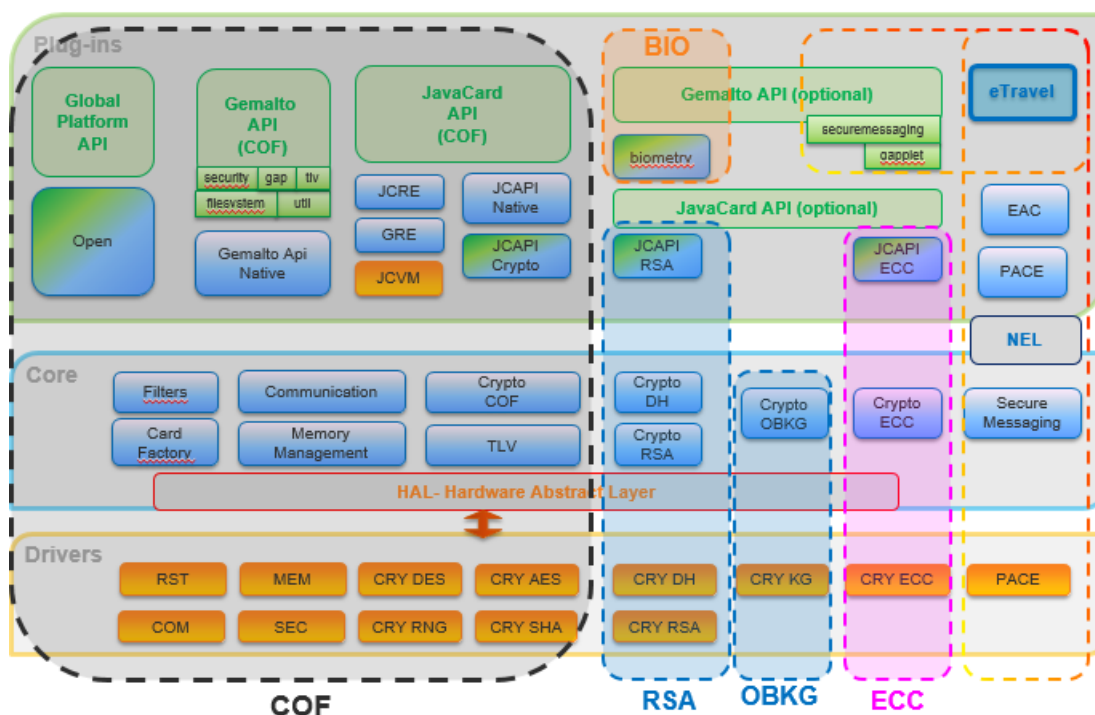 Plug-ins
BIO
Global
Platform
API
Gemalto
API
(COF)
security
gap
tlv
filesystem
util
JavaCard
API
(COF)
Gemalto API (optional)
securemessaging
gapplet
eTravel
biometry
Open
Gemalto Api
Native
JCRE
JCAPI
Native
GRE
JCAPI
Crypto
JCVM
JavaCard API (optional)
JCAPI
RSA
JCAPI
ECC
EAC
PACE
NEL
Core
Filters
Communication
Crypto
COF
Crypto
DH
Crypto
OBKG
Crypto
ECC
Secure
Messaging
Card
Factory
Memory
Management
TLV
Crypto
RSA
HAL- Hardware Abstract Layer
Drivers
RST
MEM
CRY DES
CRY AES
CRY DH
CRY KG
CRY ECC
PACE
COM
SEC
CRY RNG
CRY SHA
CRY RSA
COF
RSA
OBKG
ECC